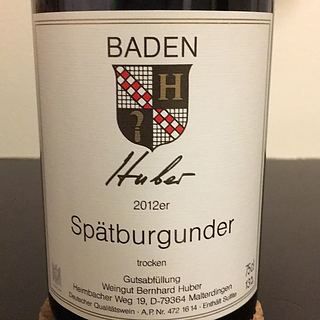 BADEN
H
Huber
2012er
Spätburgunder
trocken
Gutsabfüllung
Weingut Bernhard Huber
Heimbacher Weg 19, D-79364 Malterdingen
Deutscher Qualitätswein - A.P. Nr. 472 16 14 - Enthält Sulfite
75cl